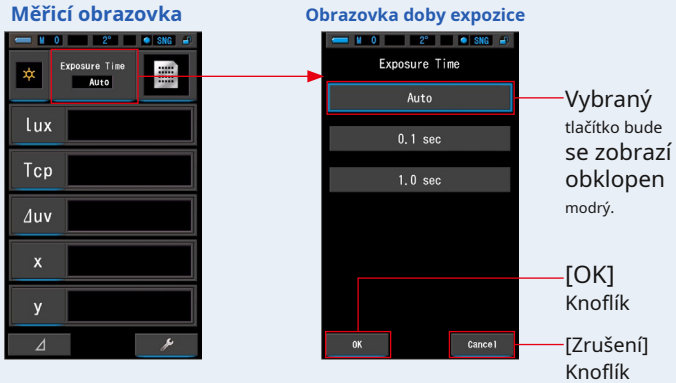 Měřicí obrazovka
M 0 2° SNG
Exposure Time
Auto
lux
Tcp
⊿uv
x
y
⊿
Obrazovka doby expozice
M 0 2° SNG
Exposure Time
Auto
0.1 sec
1.0 sec
OK Cancel
Vybraný
tlačítko bude
se zobrazí
obklopen
modrý.
[OK]
Knoflík
[Zrušení]
Knoflík